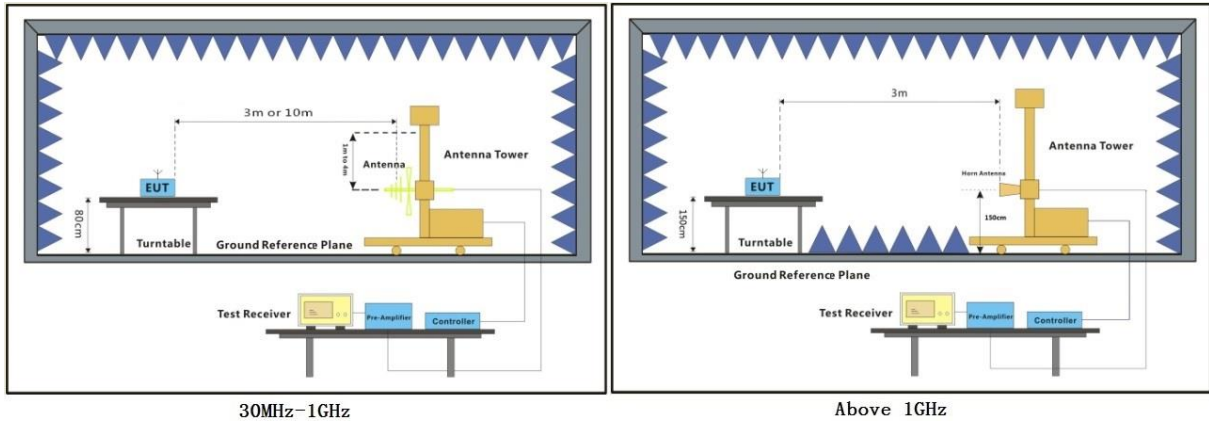 3m or 10m
1m to 4m
Antenna
Antenna Tower
EUT
80cm
Turntable
Ground Reference Plane
Test Receiver
Pre-Amplifier
Controller
30MHz-1GHz
3m
Antenna Tower
Horn Antenna
EUT
150cm
150cm
Turntable
Ground Reference Plane
Test Receiver
Pre-Amplifier
Controller
Above 1GHz